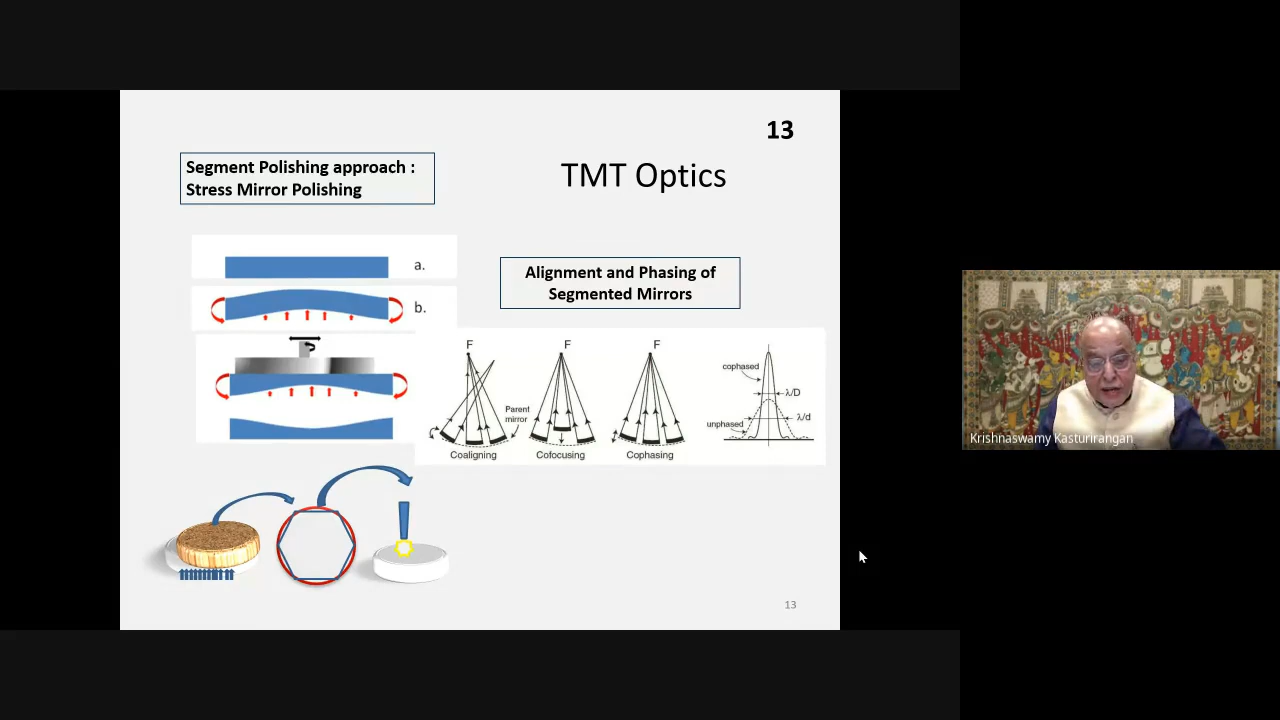 13
Segment Polishing approach :
Stress Mirror Polishing
TMT Optics
a.
b.
Alignment and Phasing of
Segmented Mirrors
F
F
F
Parent
mirror
Coaligning
Cofocusing
Cophasing
cophased
λ/D
λ/d
unphased
13
Krishnaswamy Kasturirangan